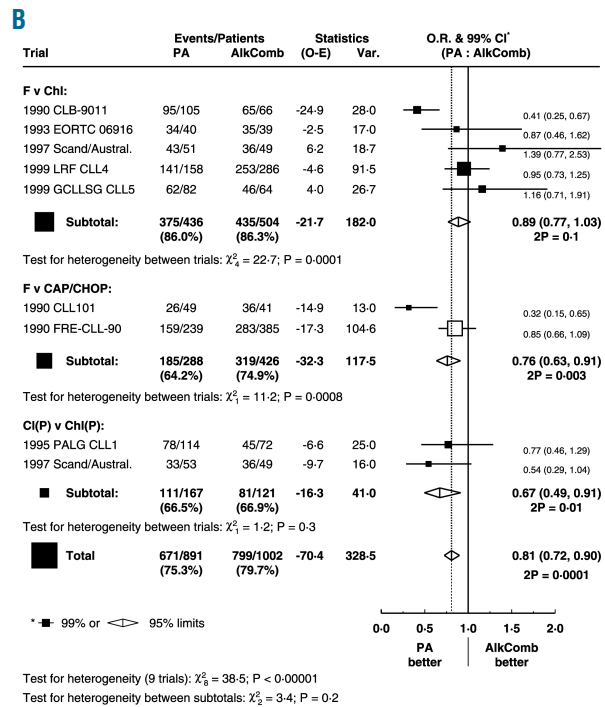 B
Events/Patients Statistics O.R. & 99% CI*
Trial PA AlkComb (O-E) Var. (PA : AlkComb)
F v Chl:
1990 CLB-9011 95/105 65/66 -24·9 28·0 0.41 (0.25, 0.67)
1993 EORTC 06916 34/40 35/39 -2·5 17·0 0.87 (0.46, 1.62)
1997 Scand/Austral. 43/51 36/49 6·2 18·7 1.39 (0.77, 2.53)
1999 LRF CLL4 141/158 253/286 -4·6 91·5 0.95 (0.73, 1.25)
1999 GCLLSG CLL5 62/82 46/64 4·0 26·7 1.16 (0.71, 1.91)
Subtotal: 375/436 435/504 -21·7 182·0 0.89 (0.77, 1.03)
(86.0%) (86.3%) 2P = 0·1
Test for heterogeneity between trials: χ²₄ = 22·7; P = 0·0001
F v CAP/CHOP:
1990 CLL101 26/49 36/41 -14·9 13·0 0.32 (0.15, 0.65)
1990 FRE-CLL-90 159/239 283/385 -17·3 104·6 0.85 (0.66, 1.09)
Subtotal: 185/288 319/426 -32·3 117·5 0.76 (0.63, 0.91)
(64.2%) (74.9%) 2P = 0·003
Test for heterogeneity between trials: χ²₁ = 11·2; P = 0·0008
Cl(P) v Chl(P):
1995 PALG CLL1 78/114 45/72 -6·6 25·0 0.77 (0.46, 1.29)
1997 Scand/Austral. 33/53 36/49 -9·7 16·0 0.54 (0.29, 1.04)
Subtotal: 111/167 81/121 -16·3 41·0 0.67 (0.49, 0.91)
(66.5%) (66.9%) 2P = 0·01
Test for heterogeneity between trials: χ²₁ = 1·2; P = 0·3
Total 671/891 799/1002 -70·4 328·5 0.81 (0.72, 0.90)
(75.3%) (79.7%) 2P = 0·0001
* 99% or 95% limits
0·0 0·5 1·0 1·5 2·0
PA AlkComb
better better
Test for heterogeneity (9 trials): χ²₈ = 38·5; P < 0·00001
Test for heterogeneity between subtotals: χ²₂ = 3·4; P = 0·2